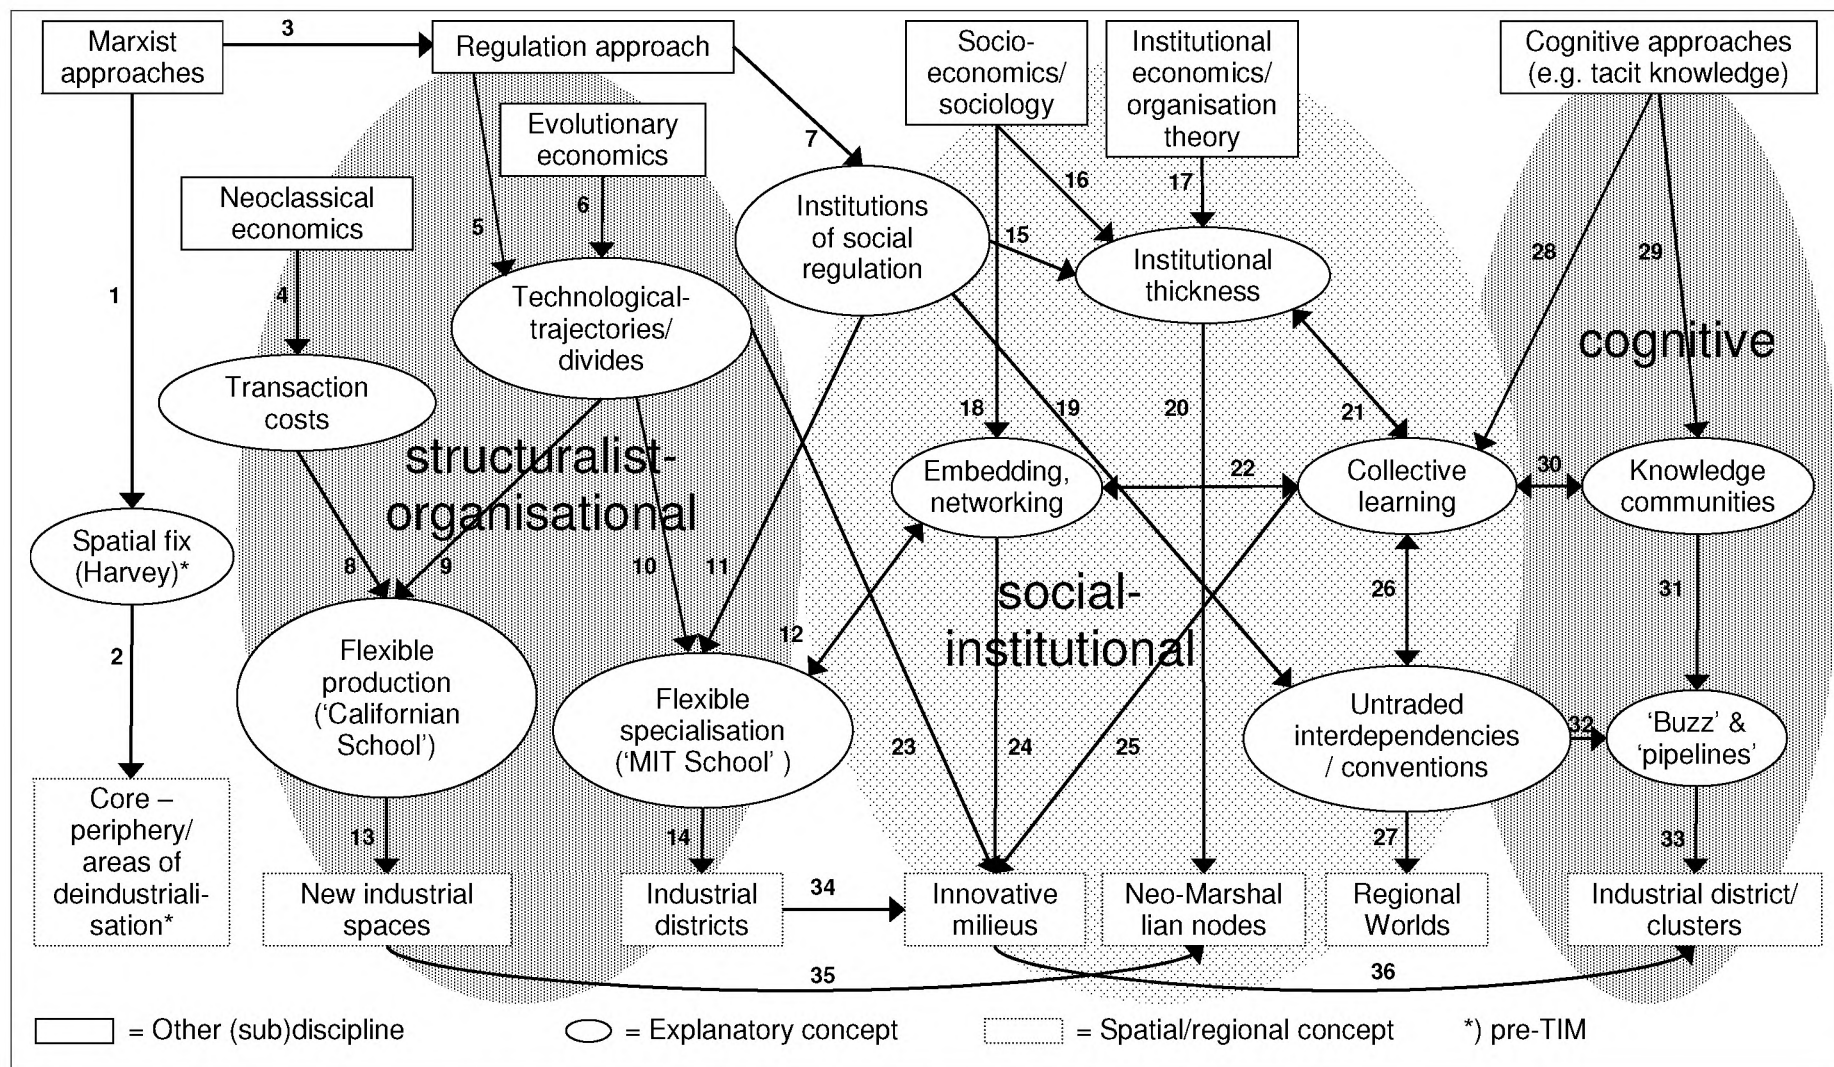 Marxist
approaches
3
Regulation approach
Socio-
economics/
sociology
Institutional
economics/
organisation
theory
Cognitive approaches
(e.g. tacit knowledge)
Evolutionary
economics
7
Neoclassical
economics
6
5
16
17
Institutions
of social
regulation
15
28
29
1
4
Technological-
trajectories/
divides
Institutional
thickness
cognitive
Transaction
costs
18
19
20
21
structuralist-
organisational
Embedding,
networking
22
Collective
learning
30
Knowledge
communities
Spatial fix
(Harvey)*
8
9
10
11
social-
institutional
26
31
2
12
Flexible
production
('Californian
School')
Flexible
specialisation
('MIT School' )
23
24
25
Untraded
interdependencies
/ conventions
32
'Buzz' &
'pipelines'
Core –
periphery/
areas of
deindustriali-
sation*
13
14
27
33
New industrial
spaces
Industrial
districts
34
Innovative
milieus
Neo-Marshal
lian nodes
Regional
Worlds
Industrial district/
clusters
35
36
= Other (sub)discipline
= Explanatory concept
= Spatial/regional concept
*) pre-TIM